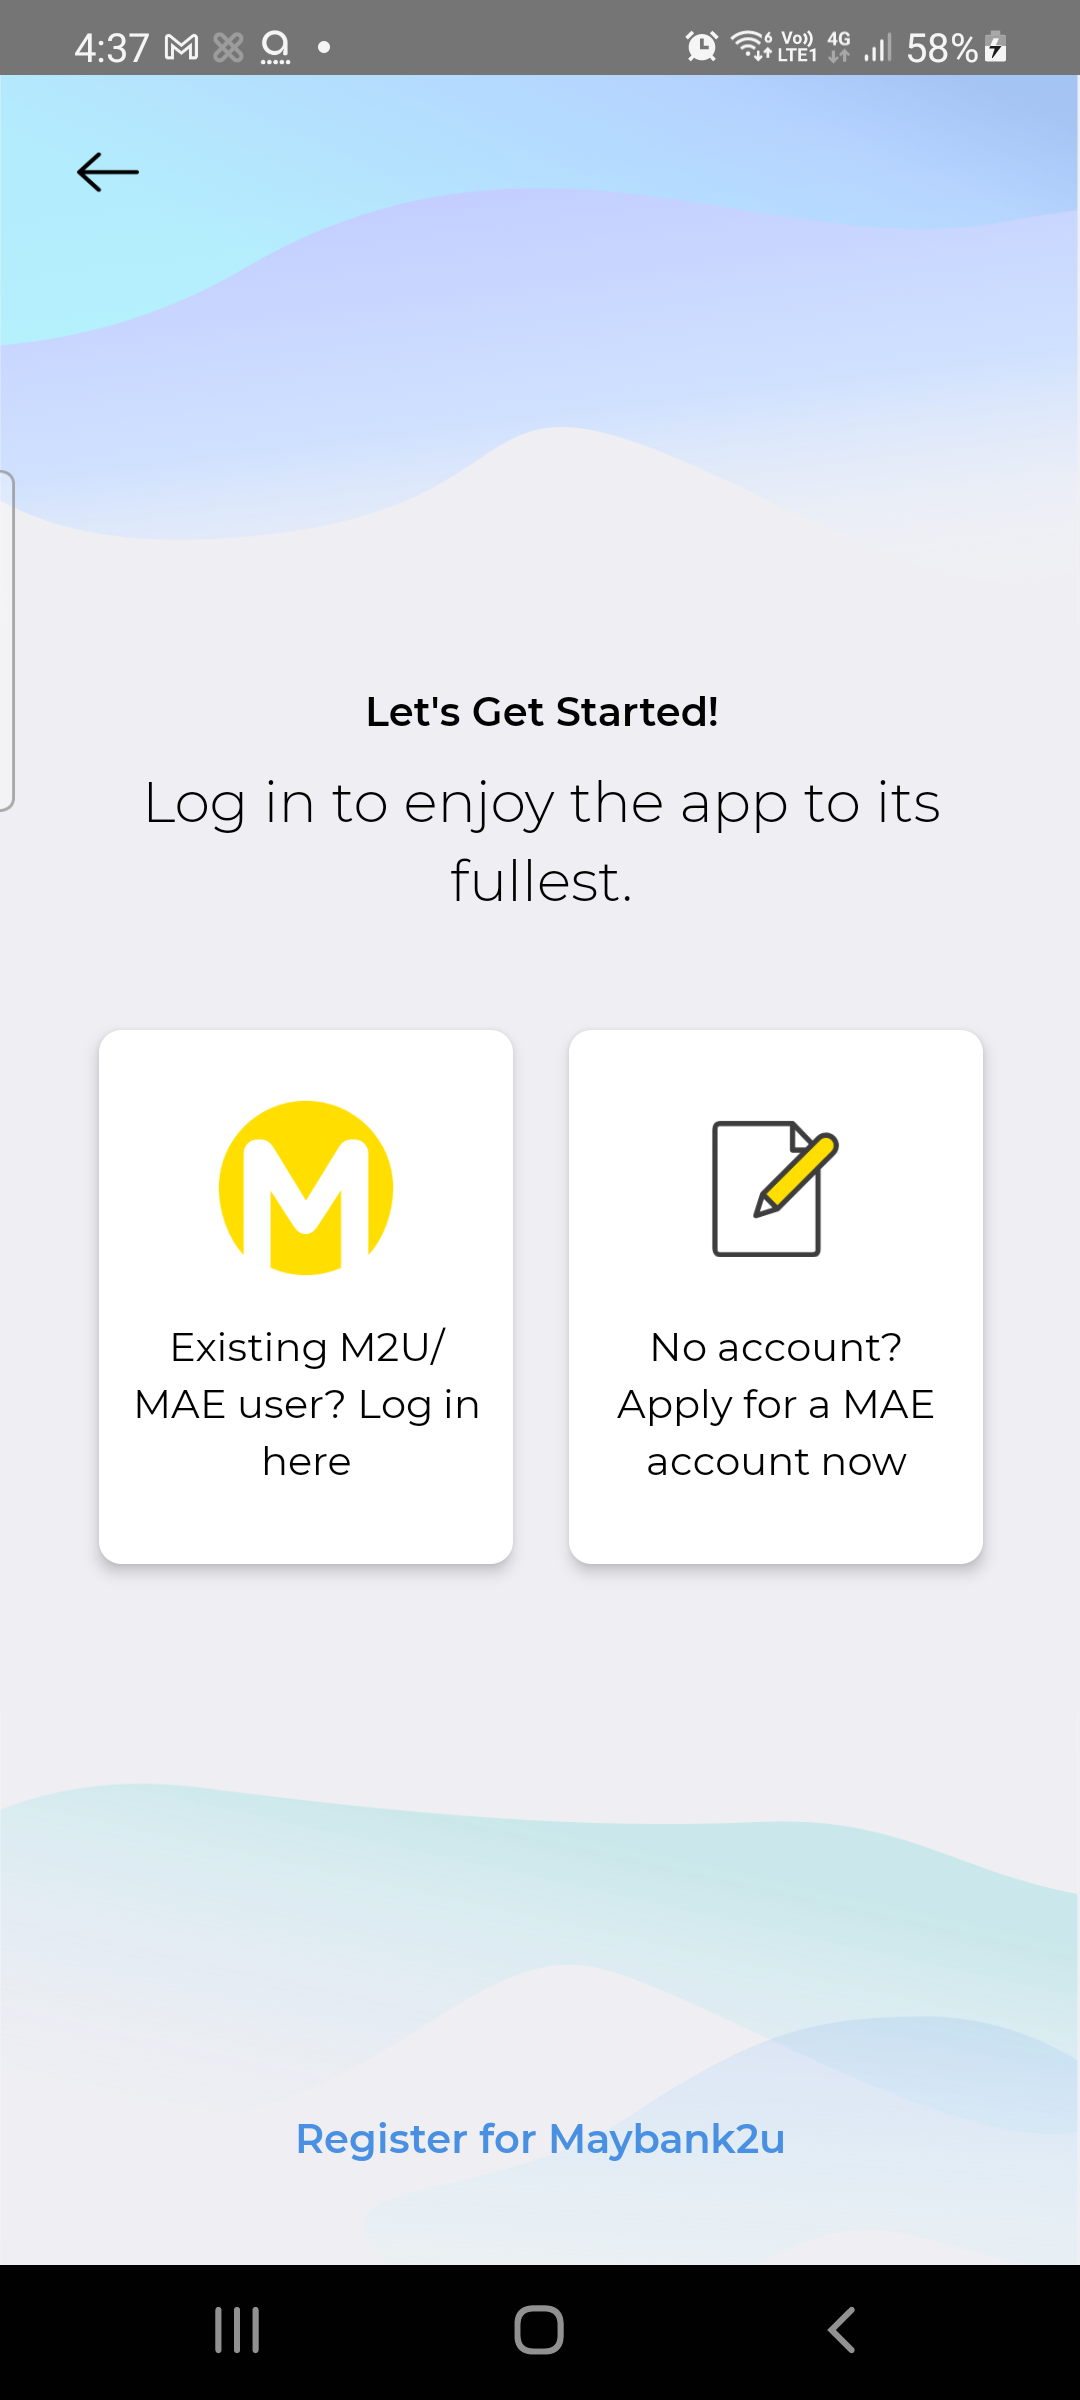 4:37
6 Vo)) 4G 58%
LTE1
Let's Get Started!
Log in to enjoy the app to its
fullest.
Existing M2U/
MAE user? Log in
here
No account?
Apply for a MAE
account now
Register for Maybank2u